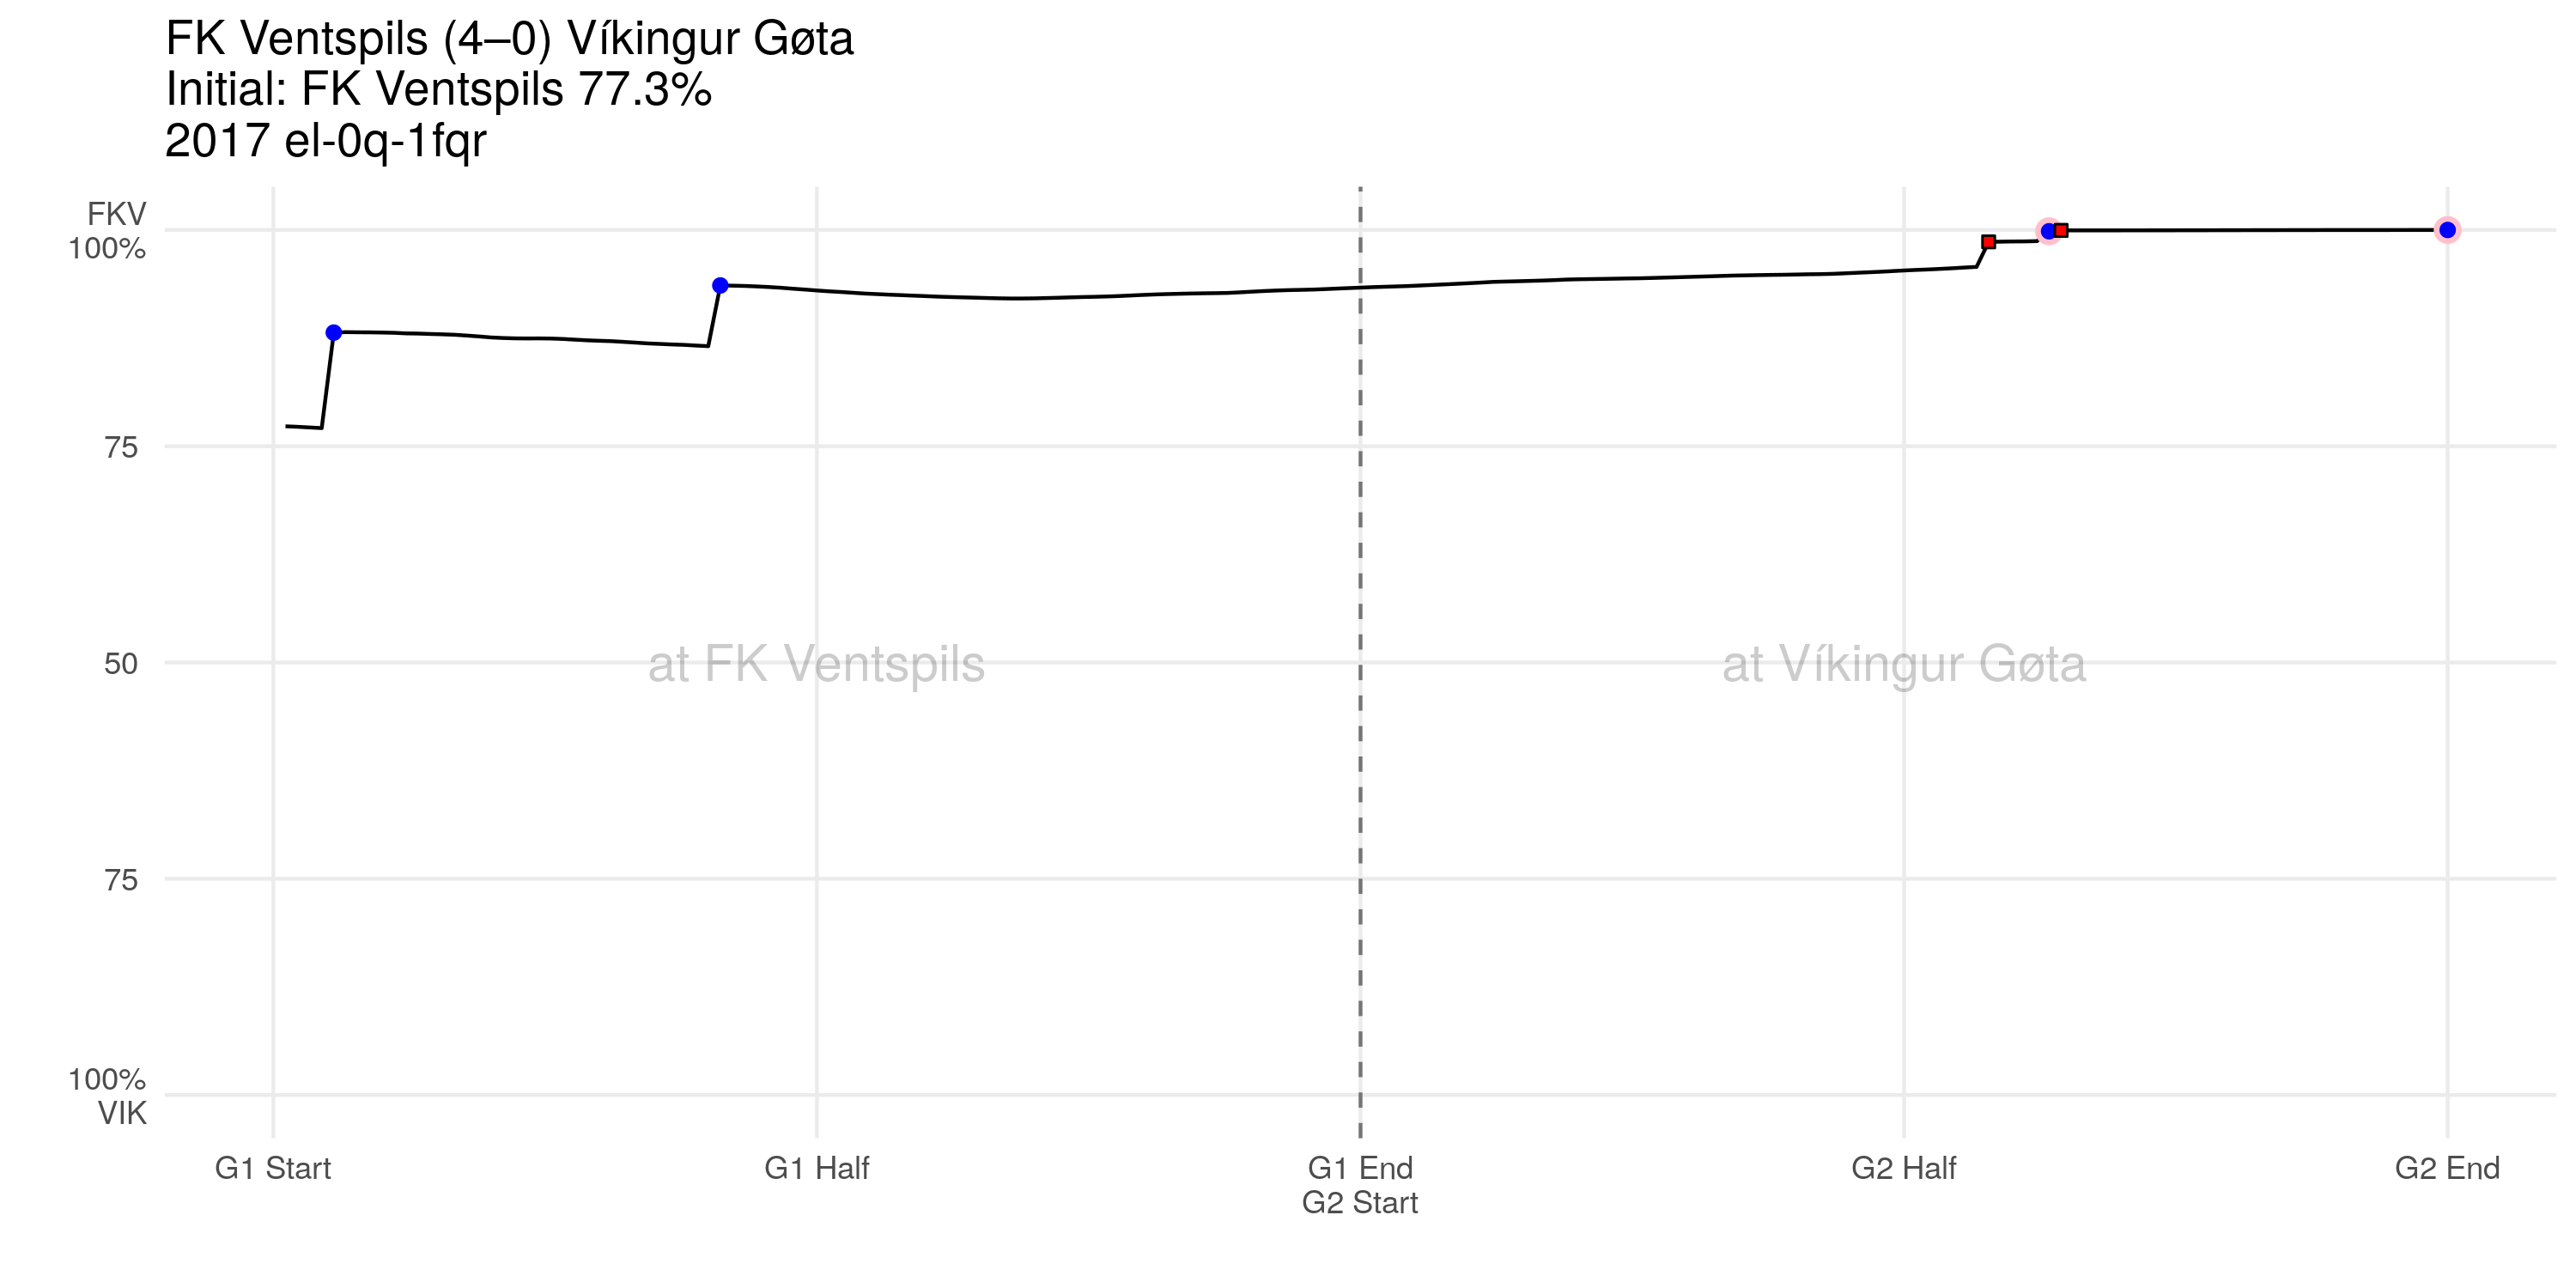 FK Ventspils (4–0) Víkingur Gøta
Initial: FK Ventspils 77.3%
2017 el-0q-1fqr
FKV
100%
75
50
75
100%
VIK
at FK Ventspils
at Víkingur Gøta
G1 Start
G1 Half
G1 End
G2 Start
G2 Half
G2 End